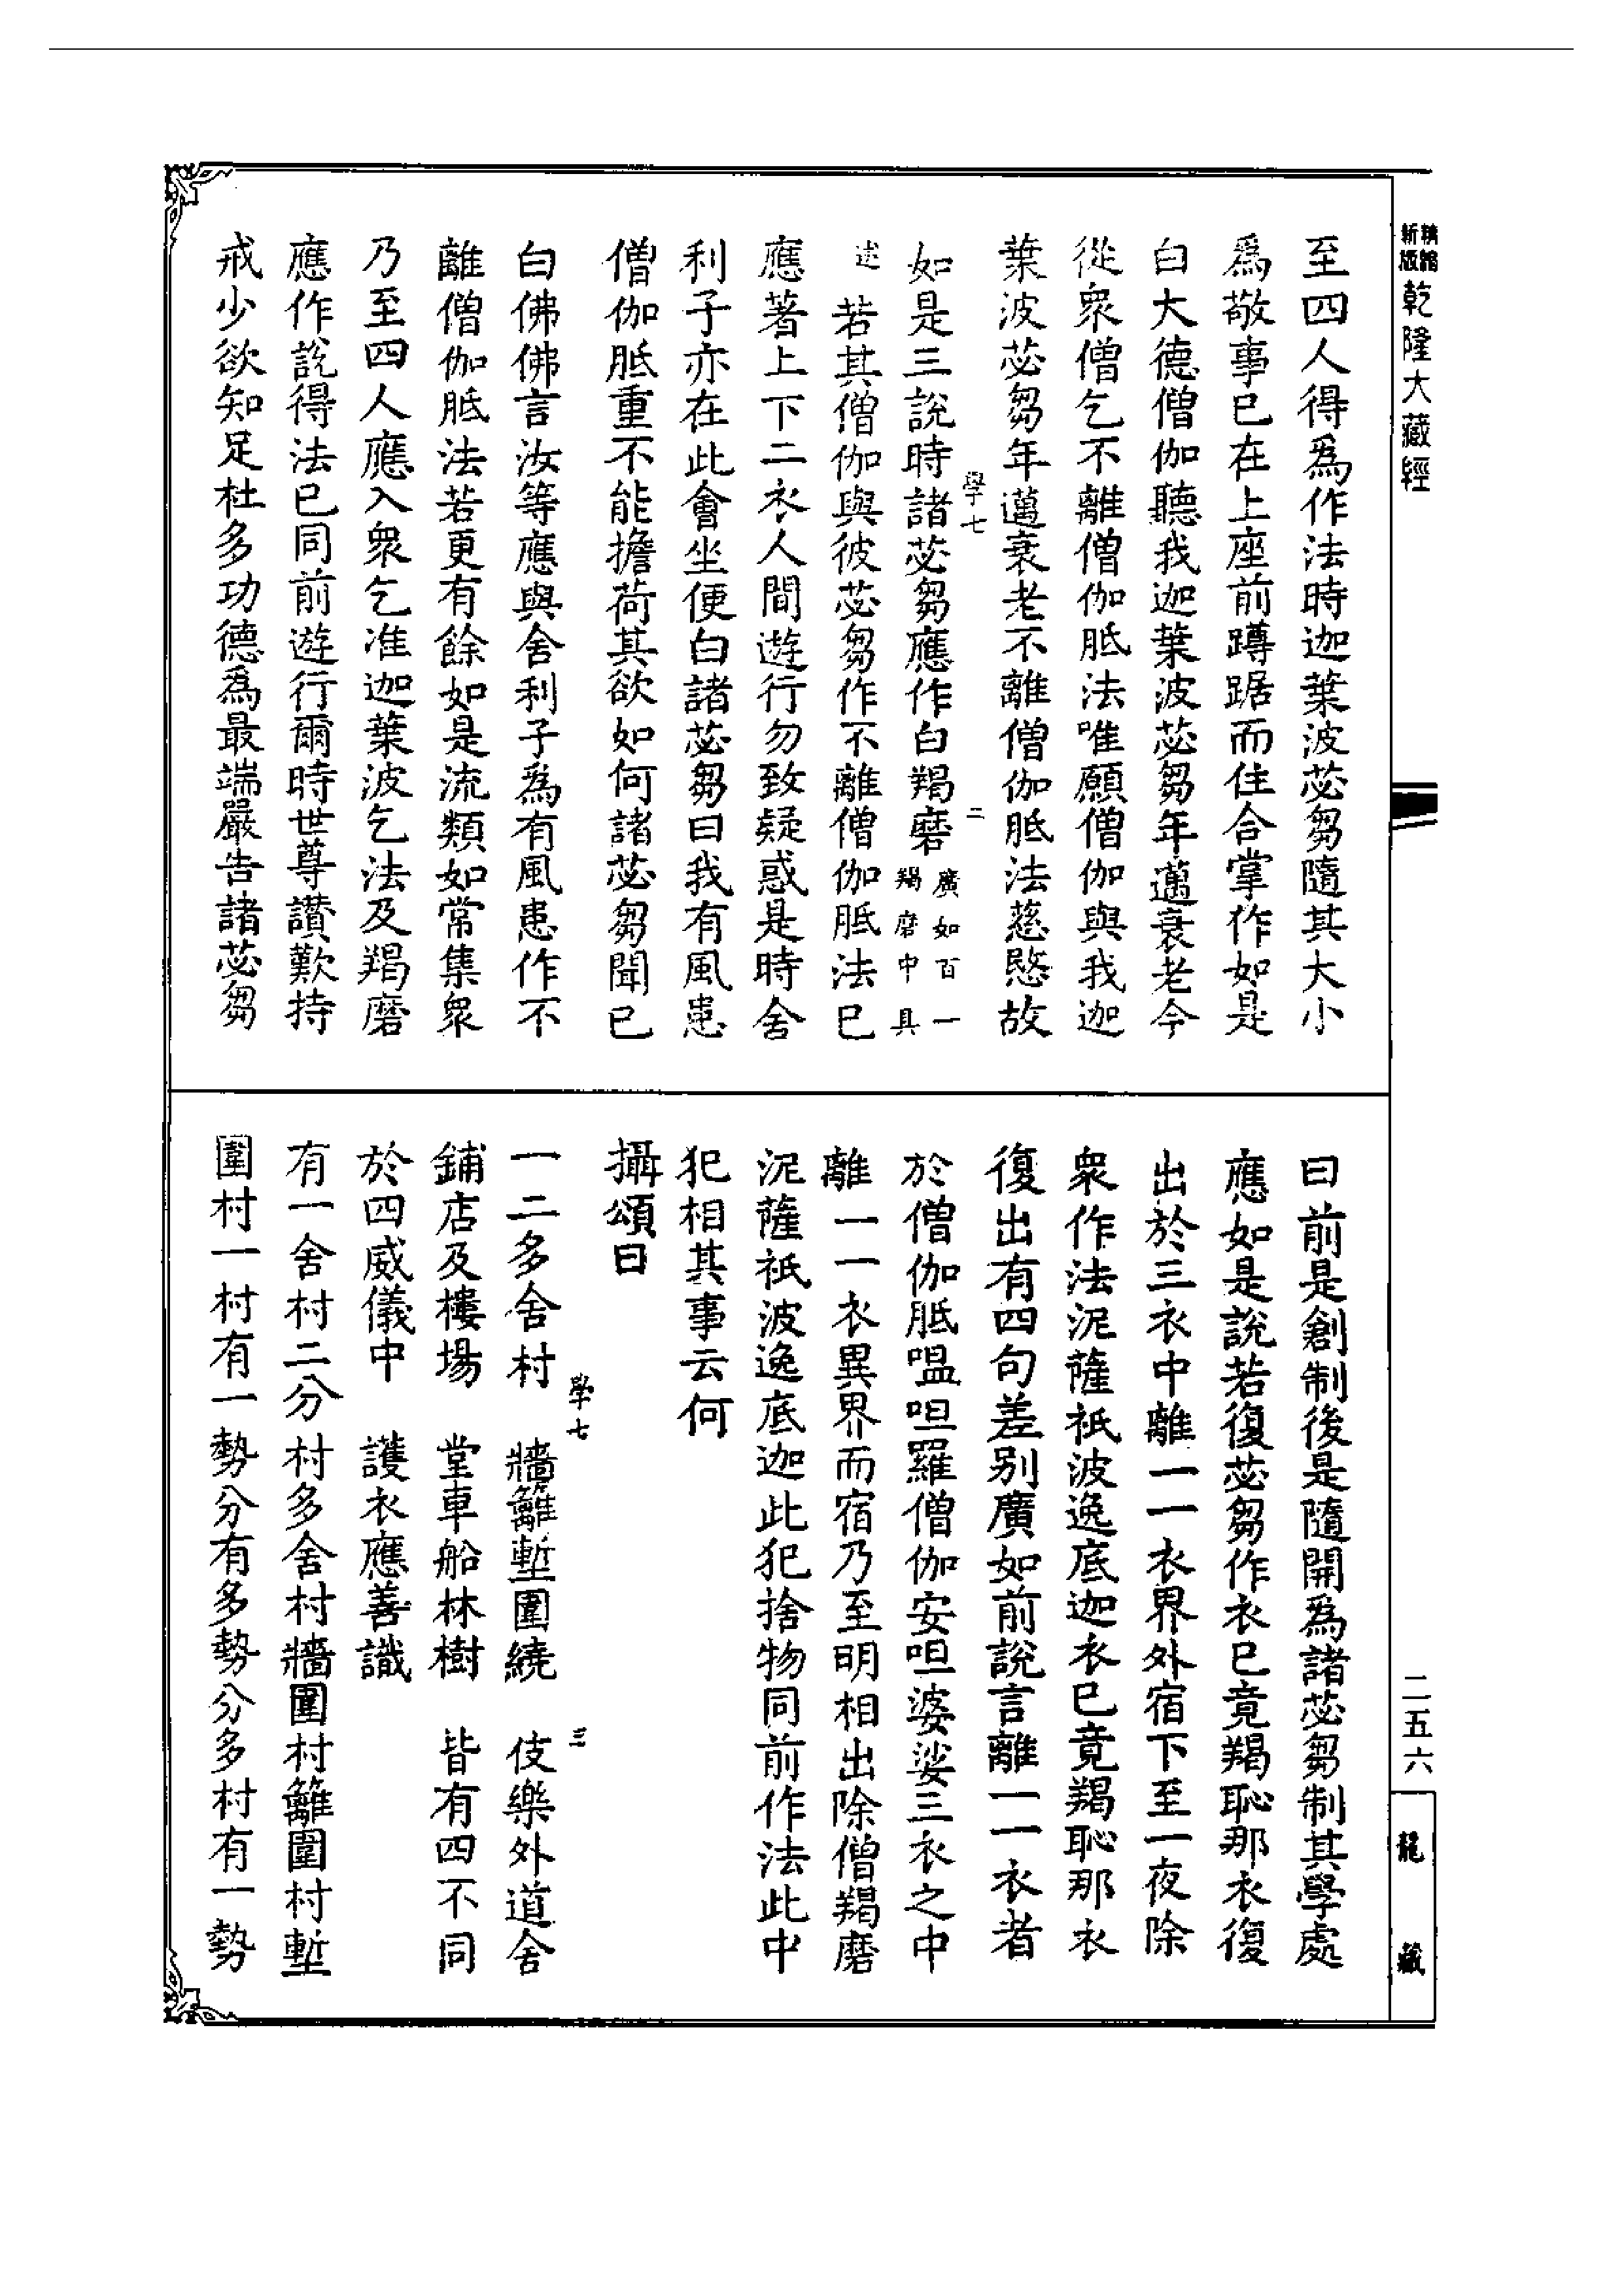 精縮新版乾隆大藏經
至四人得為作法時迦葉波苾芻隨其大小
為敬事已在上座前蹲踞而住合掌作如是
白大德僧伽聽我迦葉波苾芻年邁衰老今
從眾僧乞不離僧伽胝法唯願僧伽與我迦
葉波苾芻年邁衰老不離僧伽胝法慈愍故
學七 二
如是三說時諸苾芻應作白羯磨廣如百一羯磨中具
述若其僧伽與彼苾芻作不離僧伽胝法已
應著上下二衣人間遊行勿致疑惑是時舍
利子亦在此會坐便白諸苾芻曰我有風患
僧伽胝重不能擔荷其欲如何諸苾芻聞已
白佛佛言汝等應與舍利子為有風患作不
離僧伽胝法若更有餘如是流類如常集眾
乃至四人應入眾乞准迦葉波乞法及羯磨
應作說得法已同前遊行爾時世尊讚歎持
戒少欲知足杜多功德為最端嚴告諸苾芻
曰前是創制後是隨開為諸苾芻制其學處
應如是說若復苾芻作衣已竟羯恥那衣復
出於三衣中離一一衣界外宿下至一夜除
眾作法泥薩祇波逸底迦衣已竟羯恥那衣
復出有四句差別廣如前說言離一一衣者
於僧伽胝嗢呾羅僧伽安呾婆娑三衣之中
離一一衣異界而宿乃至明相出除僧羯磨
泥薩祇波逸底迦此犯捨物同前作法此中
犯相其事云何
攝頌曰
學七 三
一二多舍村 牆籬塹圍繞 伎樂外道舍
鋪店及樓場 堂車船林樹 皆有四不同
於四威儀中 護衣應善識
有一舍村二分村多舍村牆圍村籬圍村塹
圍村一村有一勢分有多勢分多村有一勢
二五六
龍藏